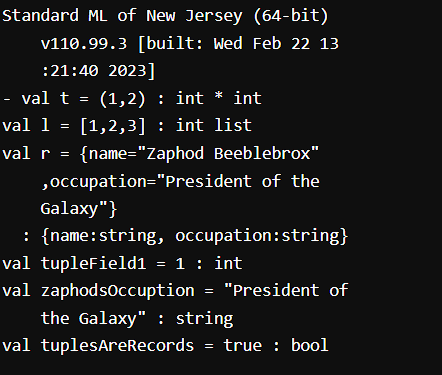 Standard ML of New Jersey (64-bit)
v110.99.3 [built: Wed Feb 22 13
:21:40 2023]
- val t = (1,2) : int * int
val l = [1,2,3] : int list
val r = {name="Zaphod Beeblebrox"
,occupation="President of the
Galaxy"}
: {name:string, occupation:string}
val tupleField1 = 1 : int
val zaphodsOccuption = "President of
the Galaxy" : string
val tuplesAreRecords = true : bool